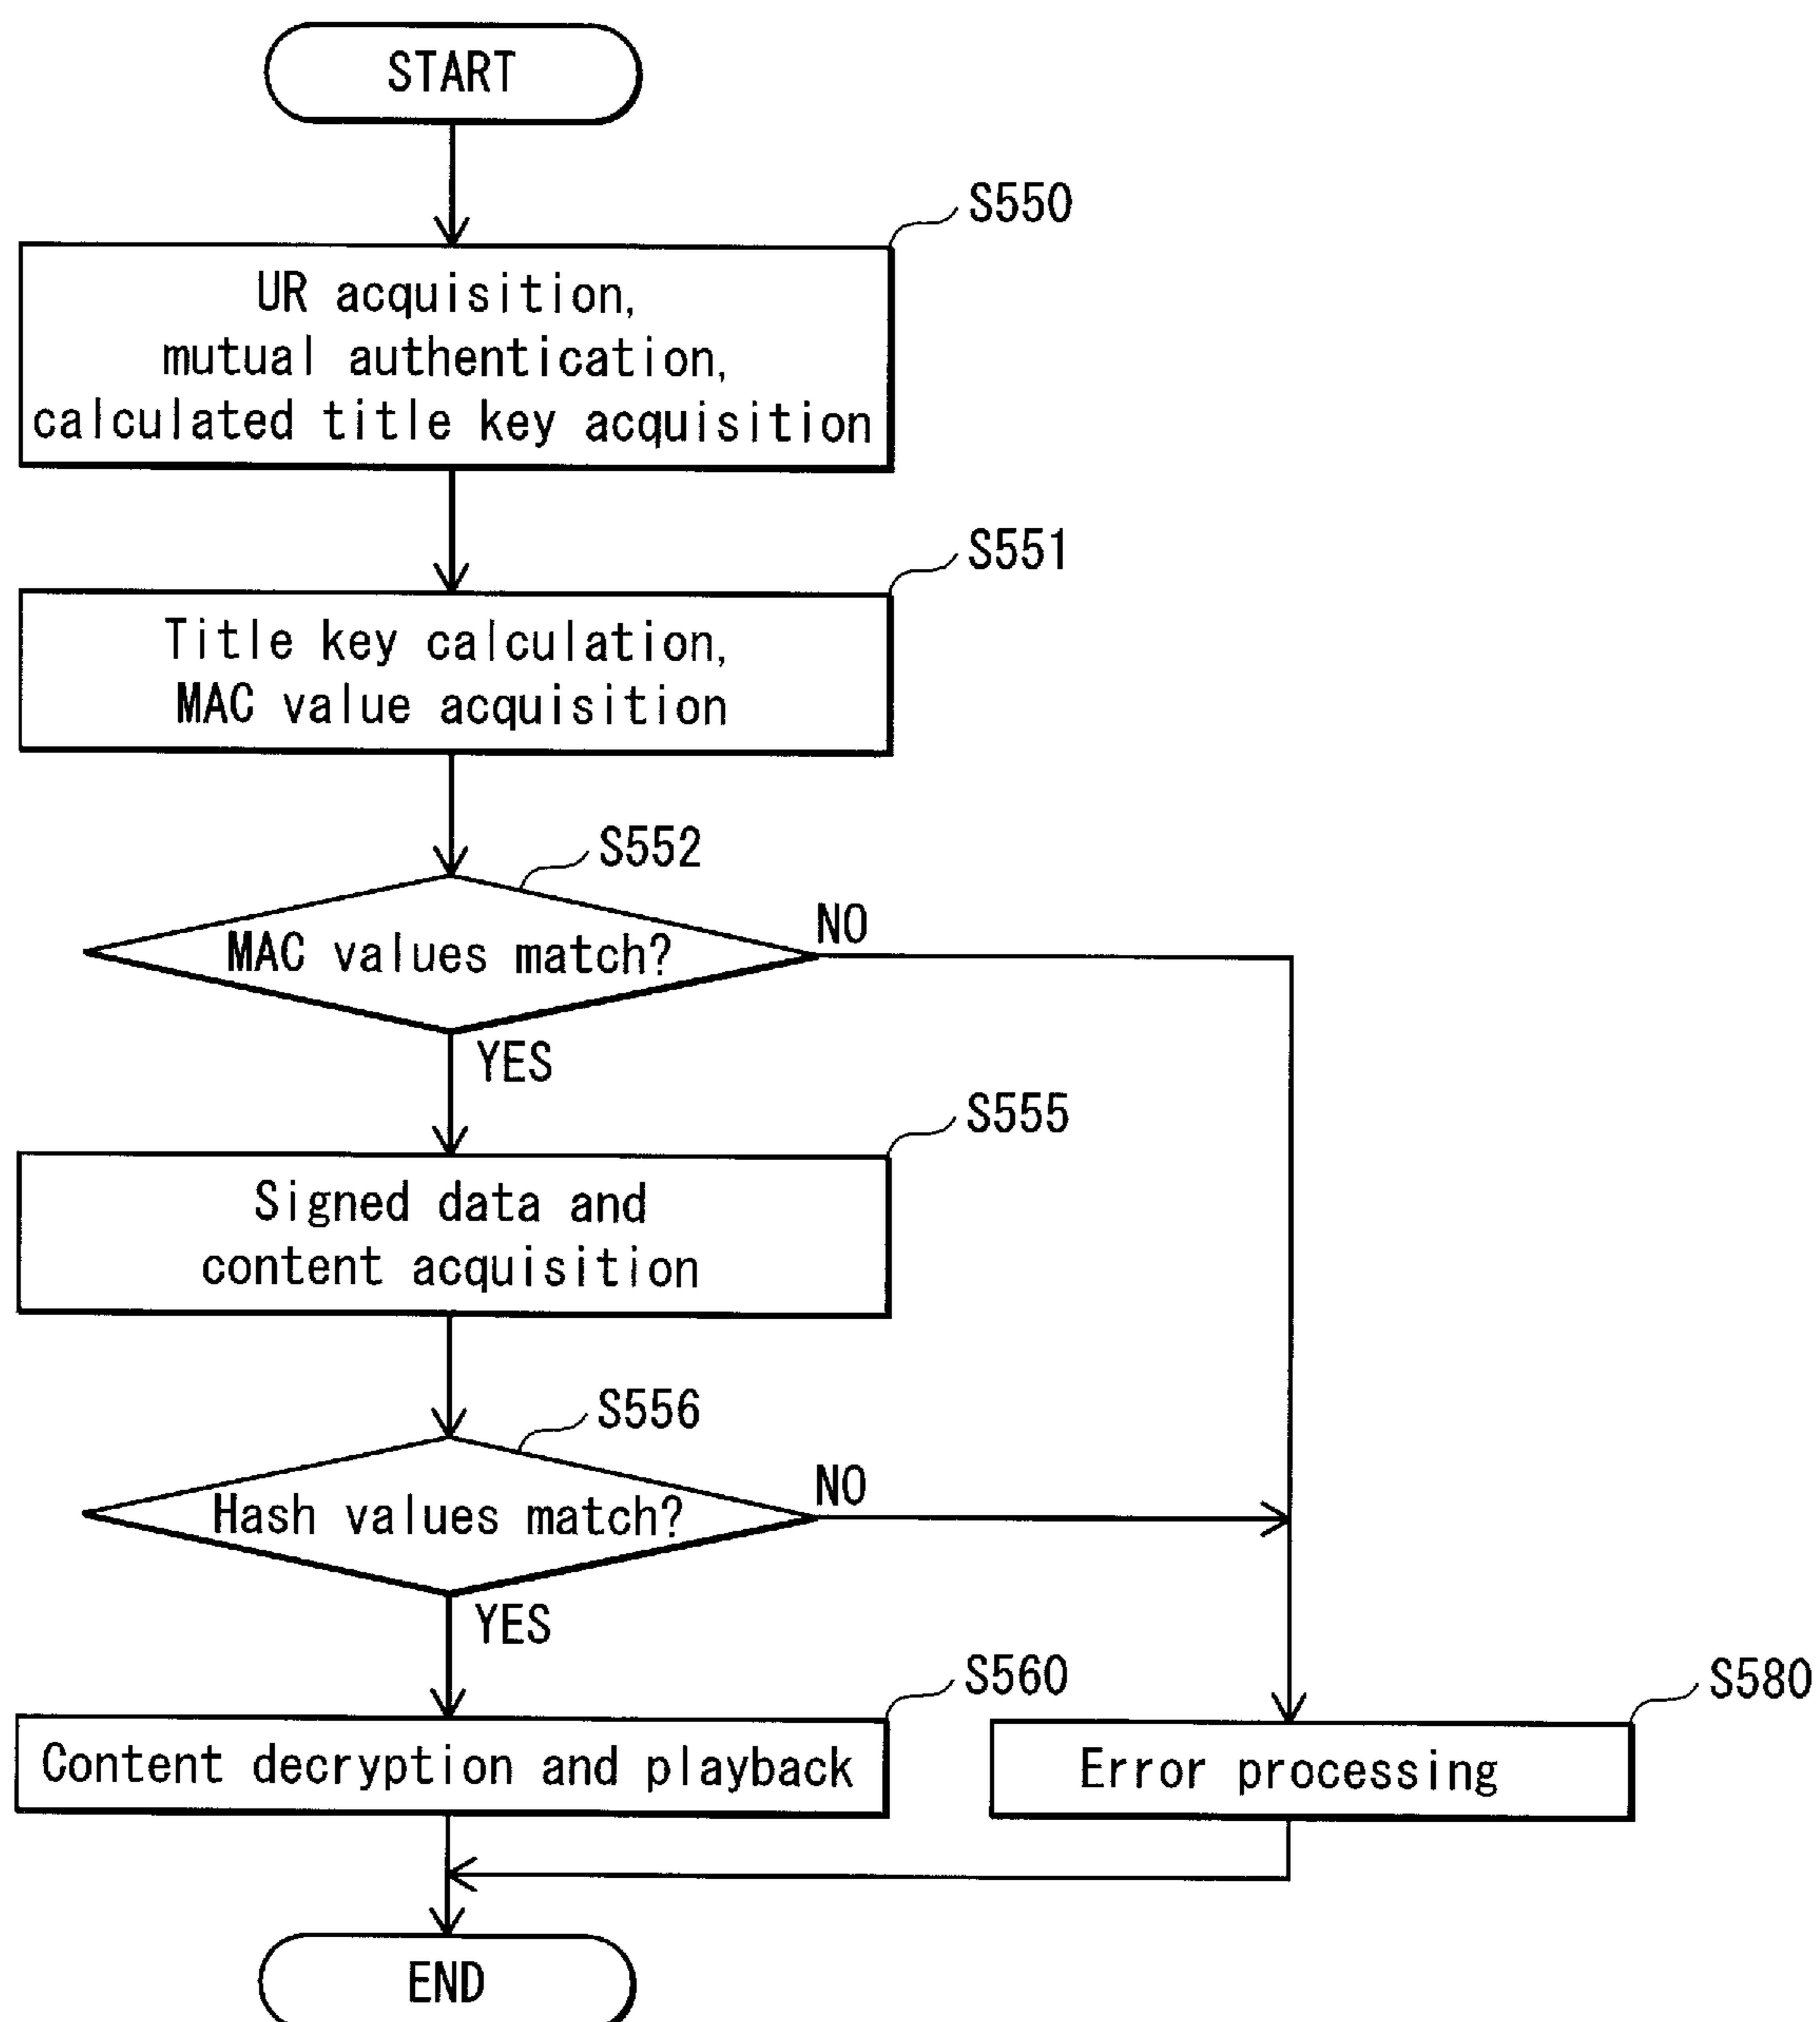 START
S550
UR acquisition,
mutual authentication,
calculated title key acquisition
S551
Title key calculation,
MAC value acquisition
S552
MAC values match?
NO
YES
S555
Signed data and
content acquisition
S556
Hash values match?
NO
YES
S560
Content decryption and playback
S580
Error processing
END